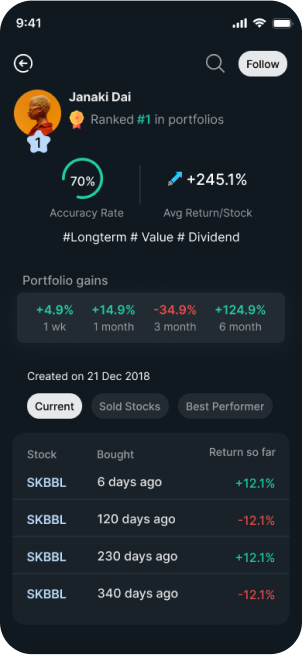 9:41
Follow
Janaki Dai
Ranked #1 in portfolios
1
70%
+245.1%
Accuracy Rate
Avg Return/Stock
#Longterm # Value # Dividend
Portfolio gains
+4.9% +14.9% -34.9% +124.9%
1 wk 1 month 3 month 6 month
Created on 21 Dec 2018
Current Sold Stocks Best Performer
Stock Bought Return so far
SKBBL 6 days ago +12.1%
SKBBL 120 days ago -12.1%
SKBBL 230 days ago +12.1%
SKBBL 340 days ago -12.1%